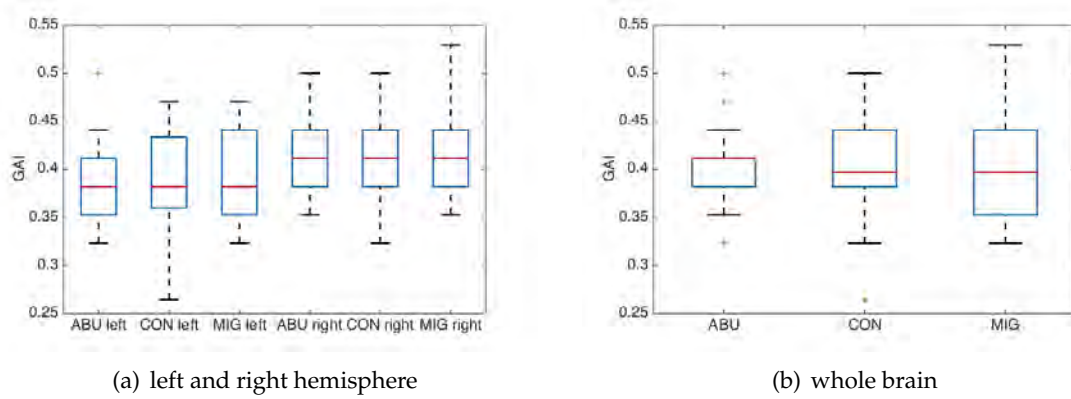 0.55
0.5
0.45
0.4
0.35
0.3
0.25
GAI
ABU left CON left MIG left ABU right CON right MIG right
(a) left and right hemisphere
0.55
0.5
0.45
0.4
0.35
0.3
0.25
GAI
ABU CON MIG
(b) whole brain